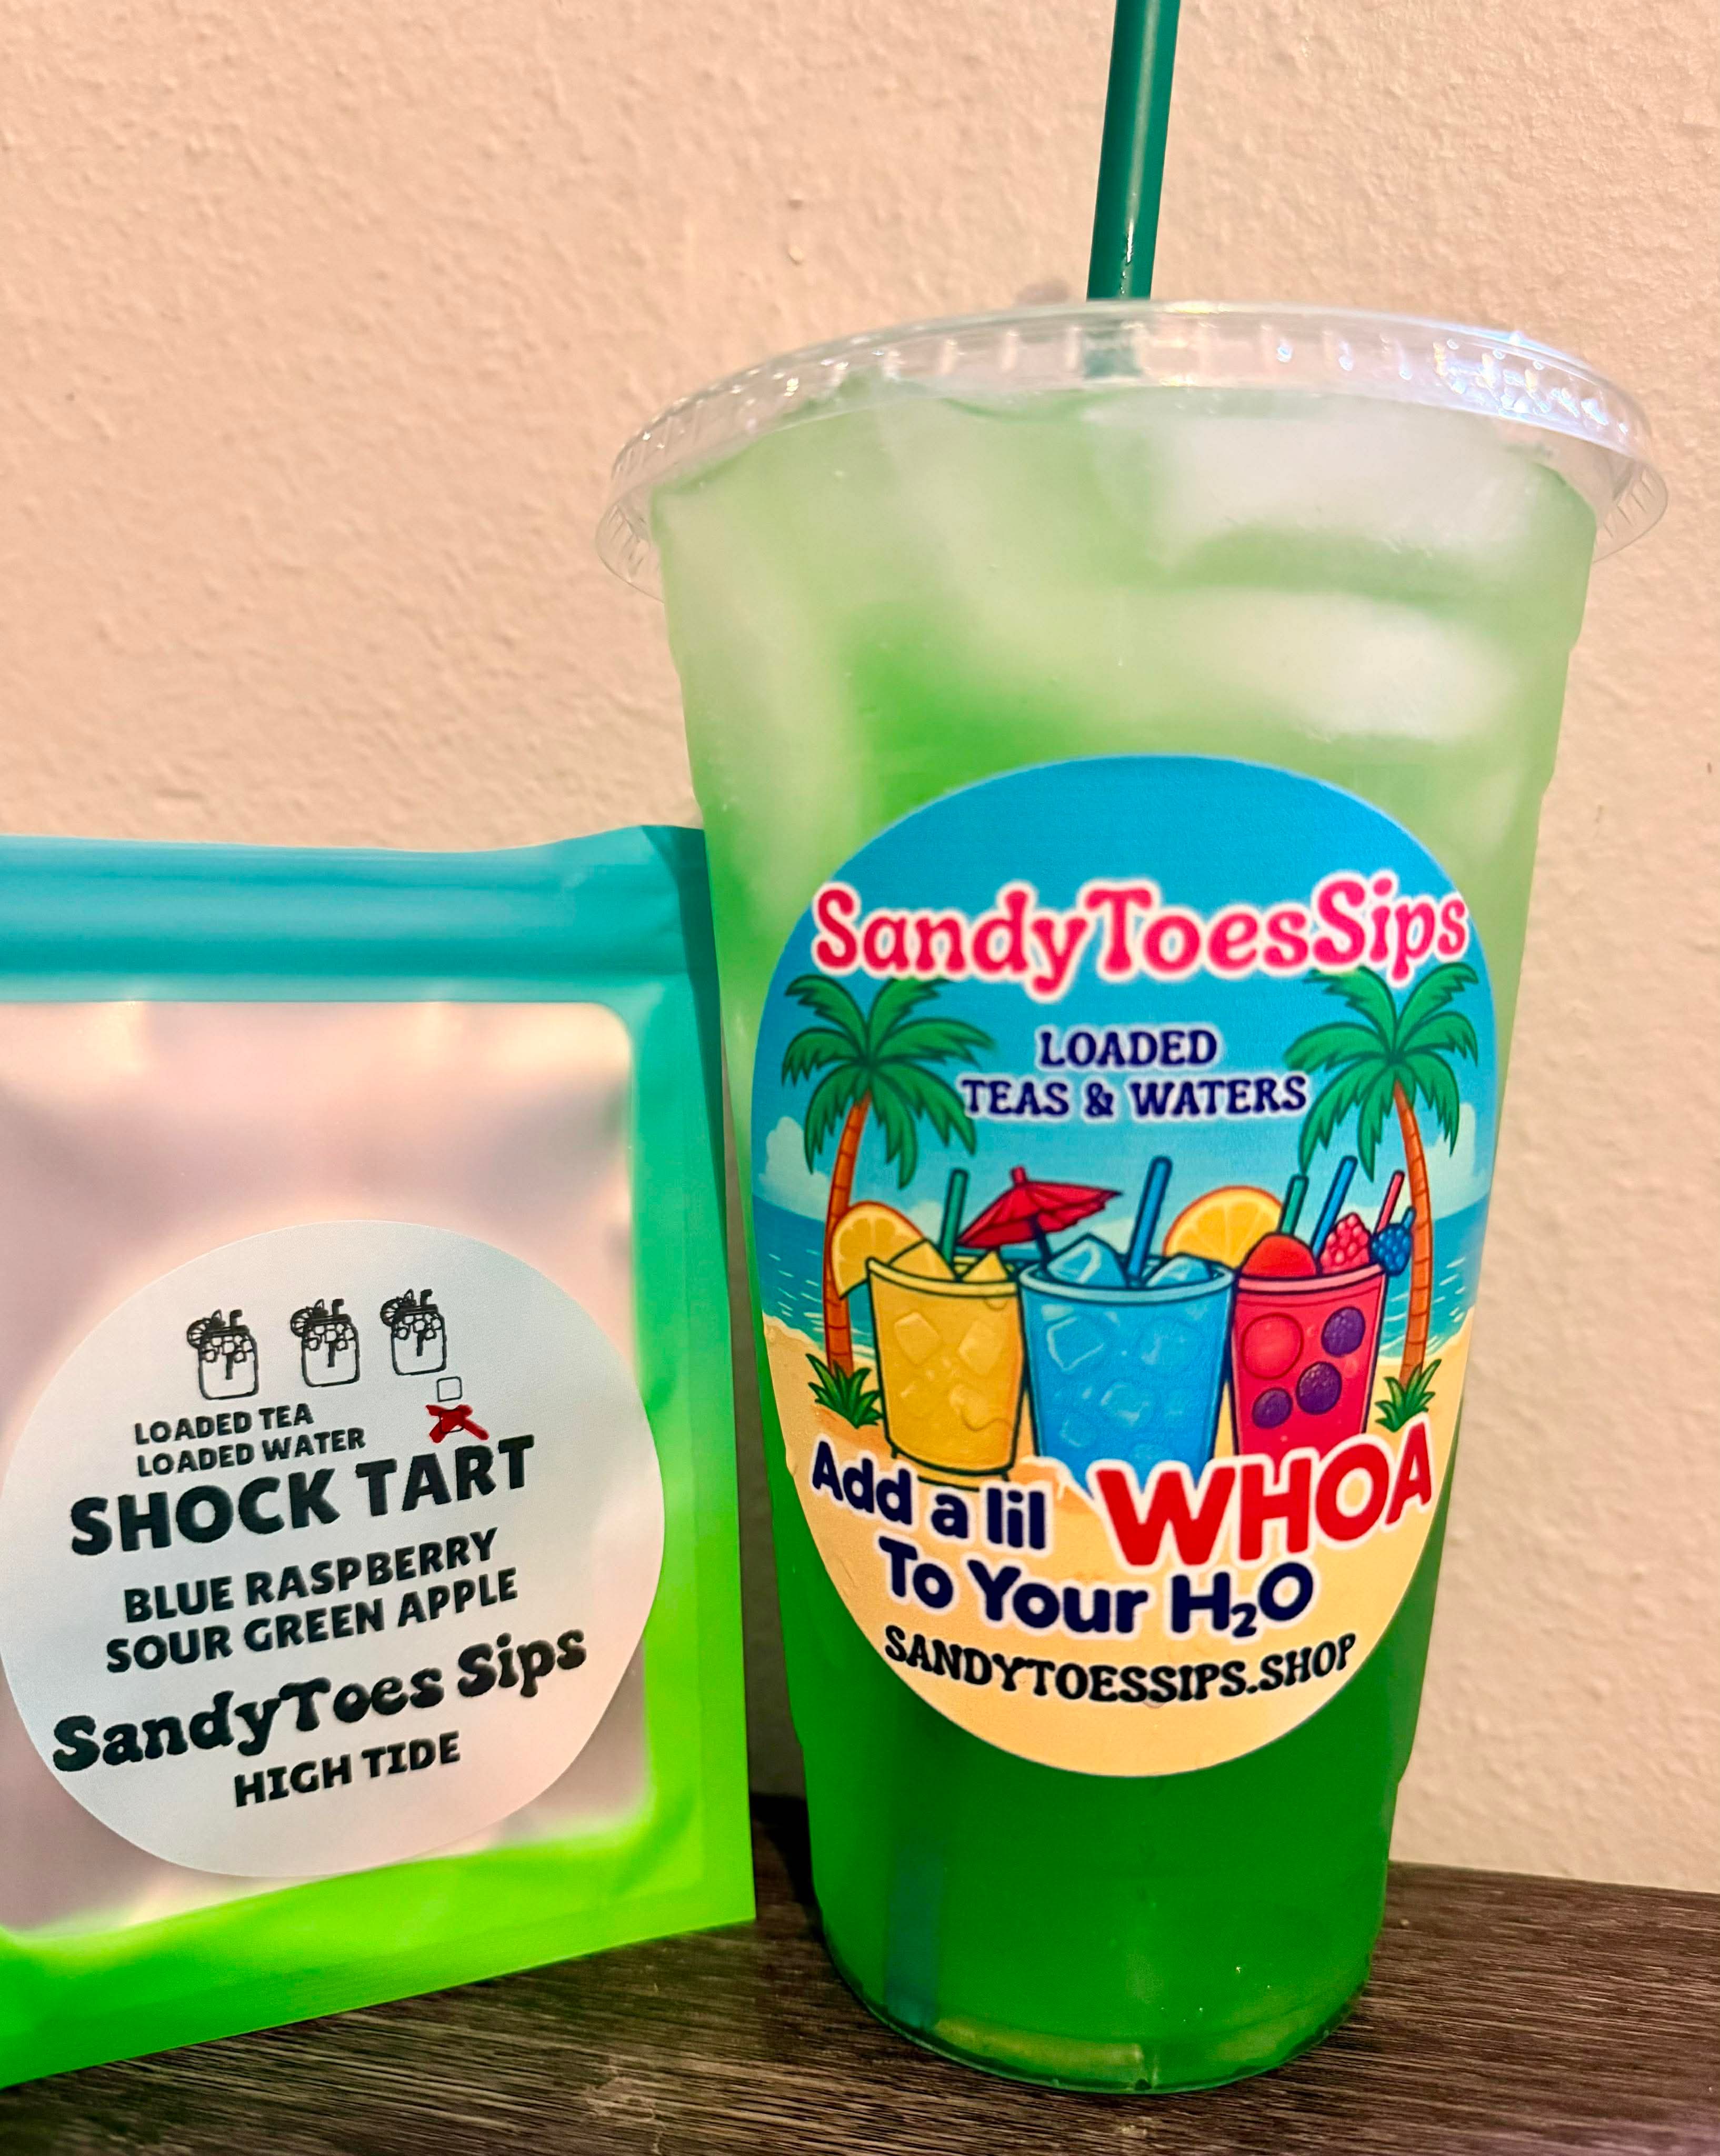 LOADED TEA
LOADED WATER
SHOCK TART
BLUE RASPBERRY
SOUR GREEN APPLE
SandyToes Sips
HIGH TIDE
SandyToesSips
LOADED
TEAS & WATERS
Add a lil WHOA
To Your H₂O
SANDYTOESSIPS.SHOP